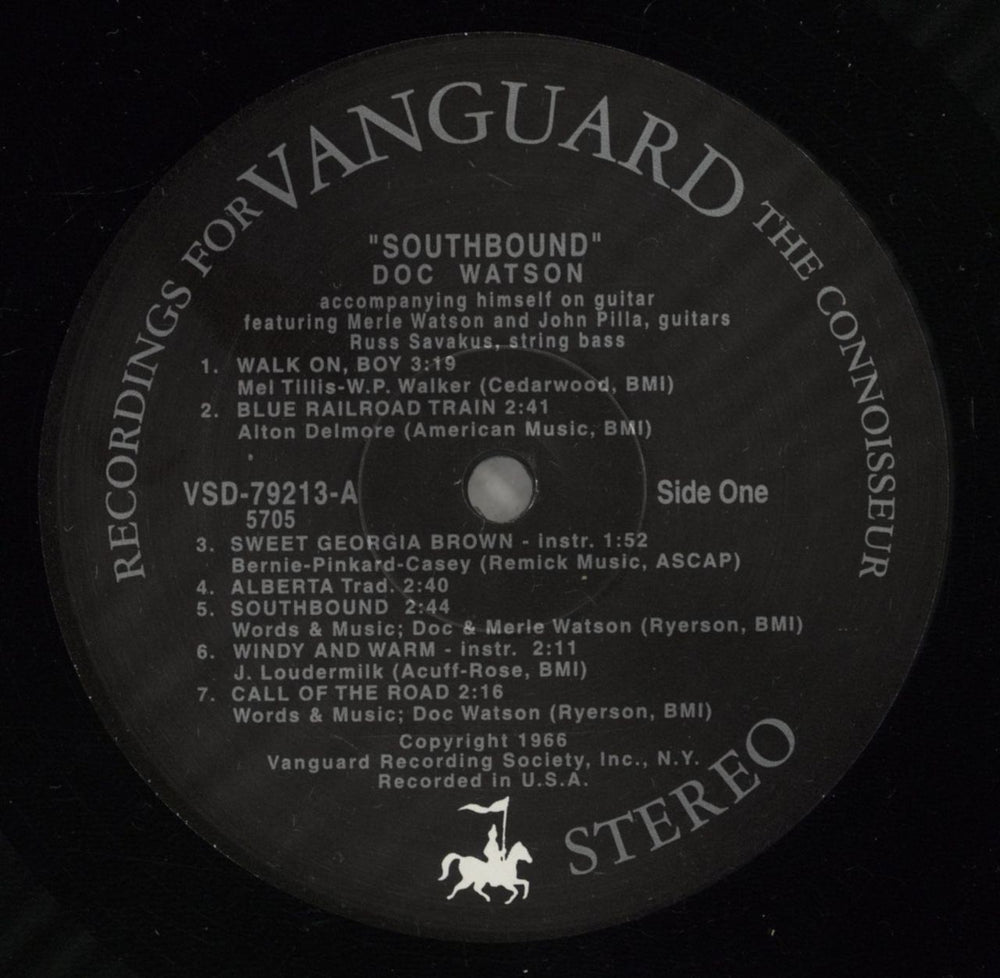 RECORDINGS FOR VANGUARD THE CONNOISSEUR
"SOUTHBOUND"
DOC WATSON
accompanying himself on guitar
featuring Merle Watson and John Pilla, guitars
Russ Savakus, string bass
1. WALK ON, BOY 3:19
Mel Tillis-W.P. Walker (Cedarwood, BMI)
2. BLUE RAILROAD TRAIN 2:41
Alton Delmore (American Music, BMI)
VSD-79213-A Side One
5705
3. SWEET GEORGIA BROWN - instr. 1:52
Bernie-Pinkard-Casey (Remick Music, ASCAP)
4. ALBERTA Trad. 2:40
5. SOUTHBOUND 2:44
Words & Music; Doc & Merle Watson (Ryerson, BMI)
6. WINDY AND WARM - instr. 2:11
J. Loudermilk (Acuff-Rose, BMI)
7. CALL OF THE ROAD 2:16
Words & Music; Doc Watson (Ryerson, BMI)
Copyright 1966
Vanguard Recording Society, Inc., N.Y.
Recorded in U.S.A.
STEREO